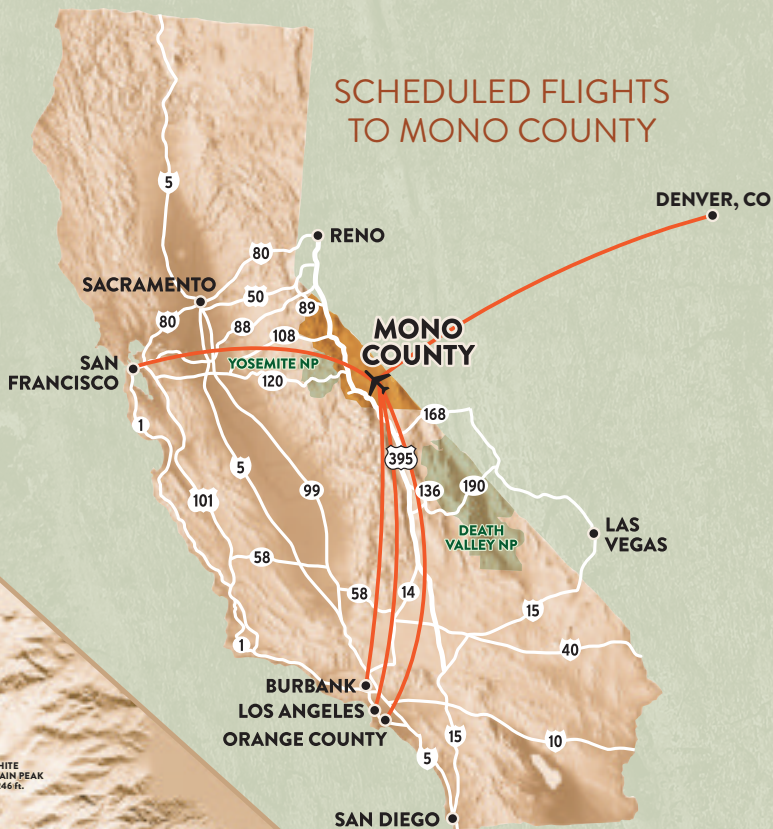 SCHEDULED FLIGHTS
TO MONO COUNTY
5
DENVER, CO
RENO
80
SACRAMENTO
50
89
80
88
108
MONO
COUNTY
SAN
FRANCISCO
YOSEMITE NP
120
168
1
395
5
99
136
190
101
DEATH
VALLEY NP
LAS
VEGAS
58
58
14
15
1
40
BURBANK
LOS ANGELES
ORANGE COUNTY
15
10
5
PEAK
ft.
SAN DIEGO